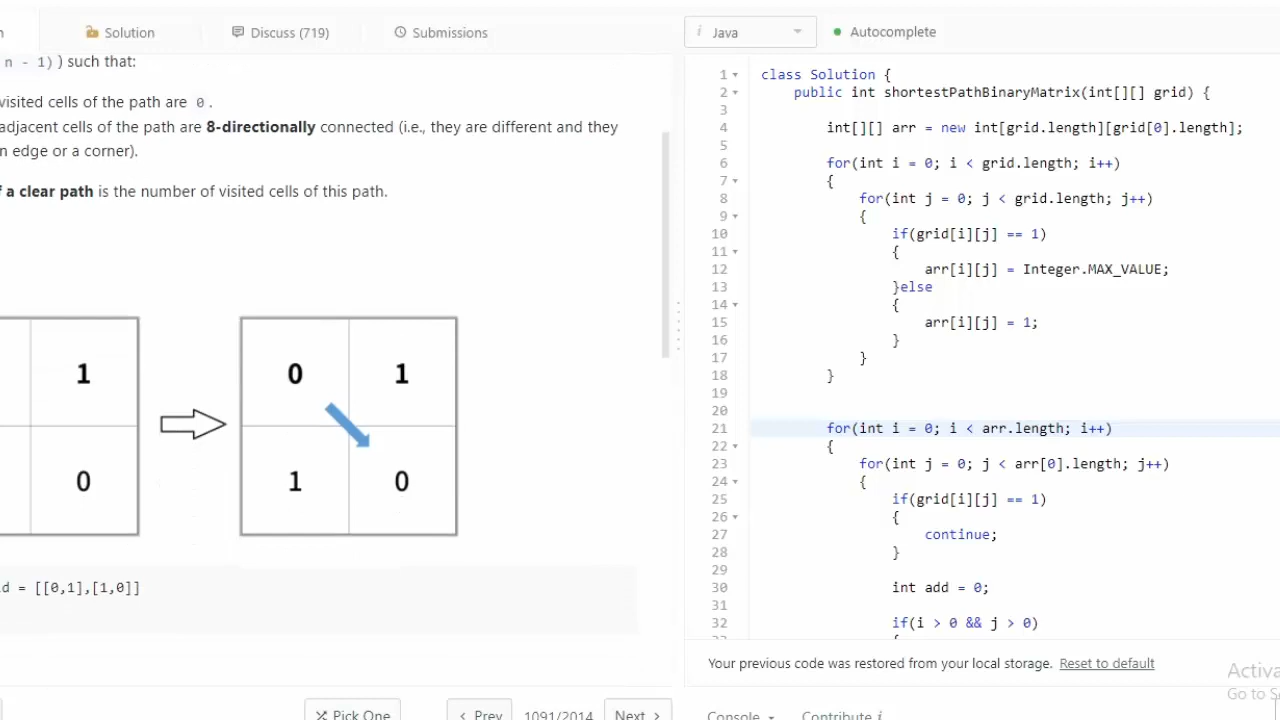 n
Solution
Discuss (719)
Submissions
n - 1) ) such that:
visited cells of the path are 0 .
adjacent cells of the path are 8-directionally connected (i.e., they are different and they
n edge or a corner).
f a clear path is the number of visited cells of this path.
1
0
0
1
1
0
d = [[0,1],[1,0]]
Pick One
Prev
1091/2014
Next
i Java
Autocomplete
1 class Solution {
2 public int shortestPathBinaryMatrix(int[][] grid) {
3
4 int[][] arr = new int[grid.length][grid[0].length];
5
6 for(int i = 0; i < grid.length; i++)
7 {
8 for(int j = 0; j < grid.length; j++)
9 {
10 if(grid[i][j] == 1)
11 {
12 arr[i][j] = Integer.MAX_VALUE;
13 }else
14 {
15 arr[i][j] = 1;
16 }
17 }
18 }
19
20
21 for(int i = 0; i < arr.length; i++)
22 {
23 for(int j = 0; j < arr[0].length; j++)
24 {
25 if(grid[i][j] == 1)
26 {
27 continue;
28 }
29
30 int add = 0;
31
32 if(i > 0 && j > 0)
Your previous code was restored from your local storage. Reset to default
Activa
Go to S
Console
Contribute i